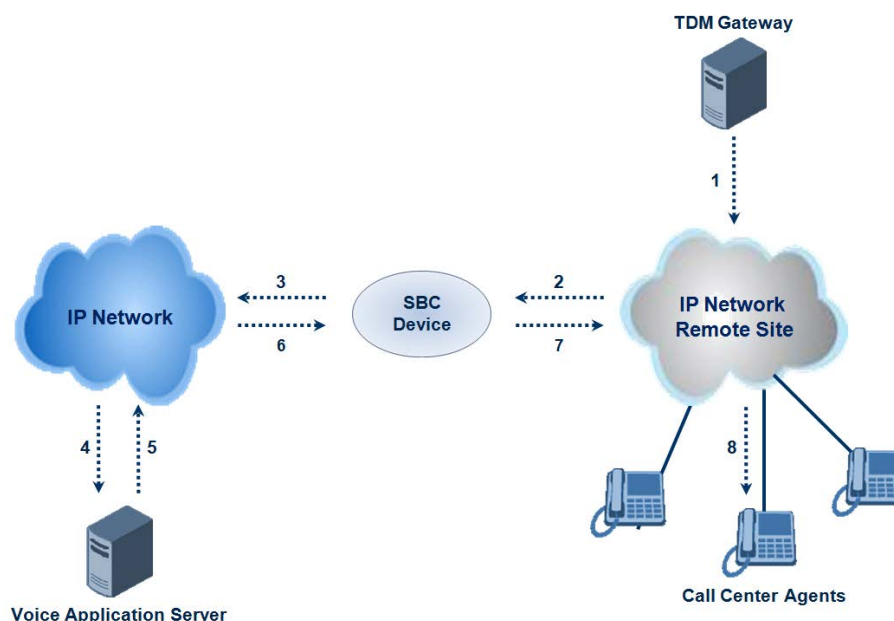 TDM Gateway
1
3
SBC
Device
2
IP Network
IP Network
Remote Site
6
7
4
5
8
Voice Application Server
Call Center Agents